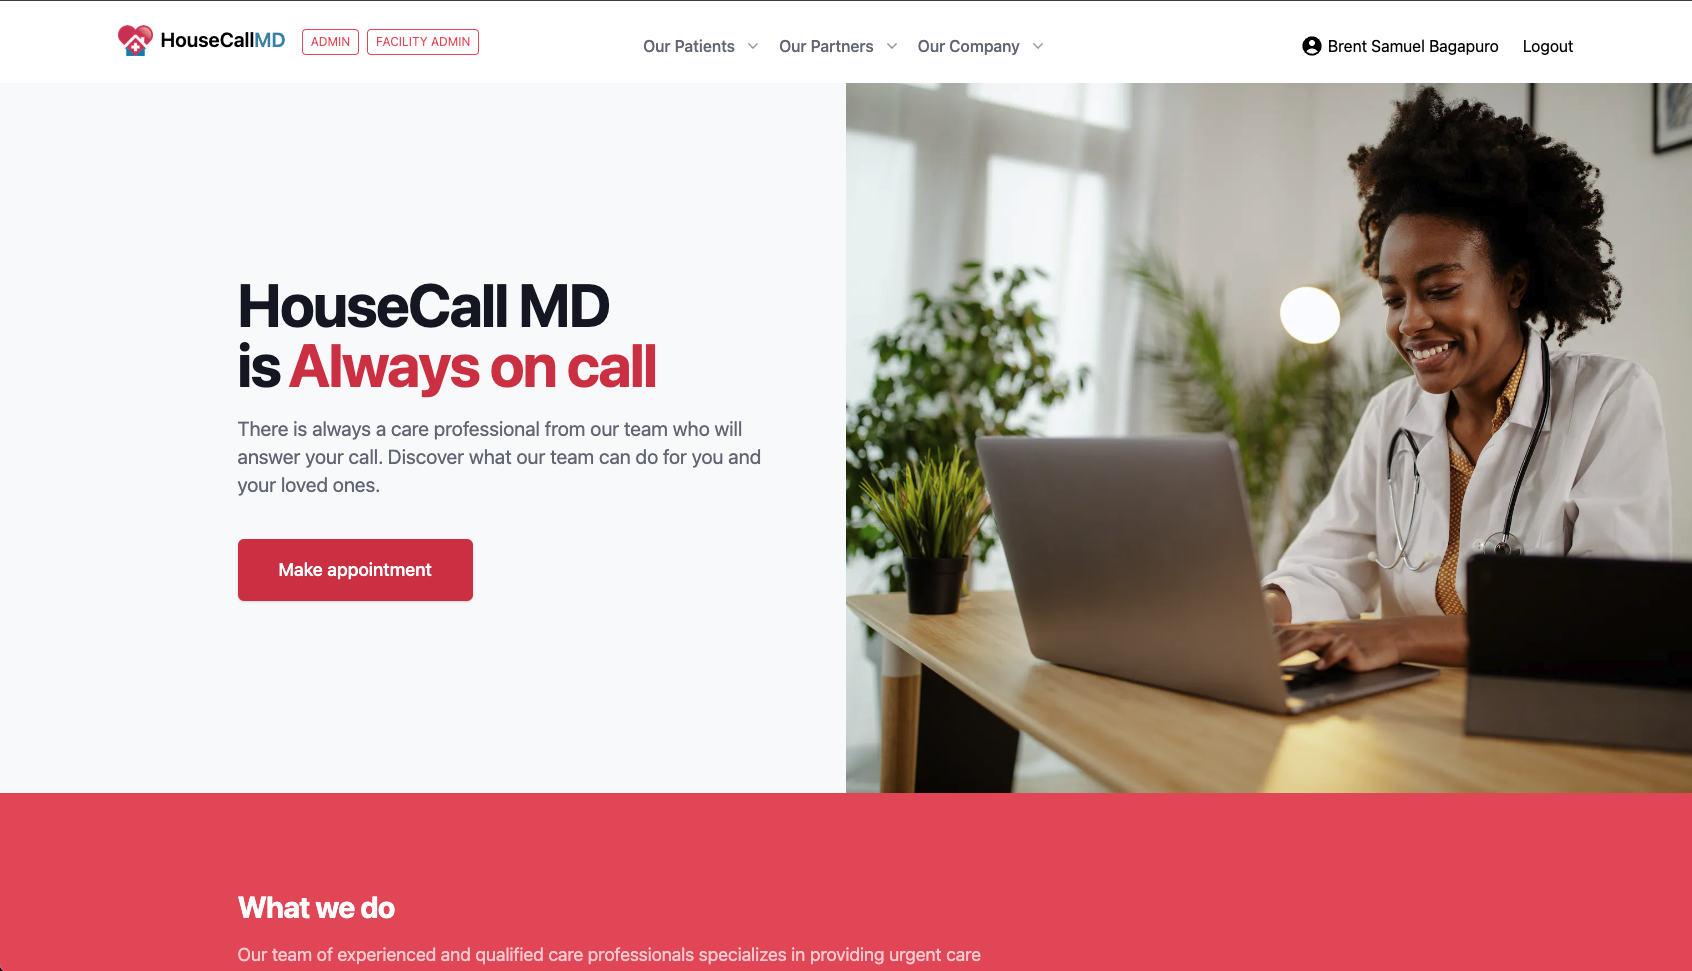 HouseCallMD
ADMIN
FACILITY ADMIN
Our Patients
Our Partners
Our Company
Brent Samuel Bagapuro
Logout
HouseCall MD
is Always on call
There is always a care professional from our team who will
answer your call. Discover what our team can do for you and
your loved ones.
Make appointment
What we do
Our team of experienced and qualified care professionals specializes in providing urgent care